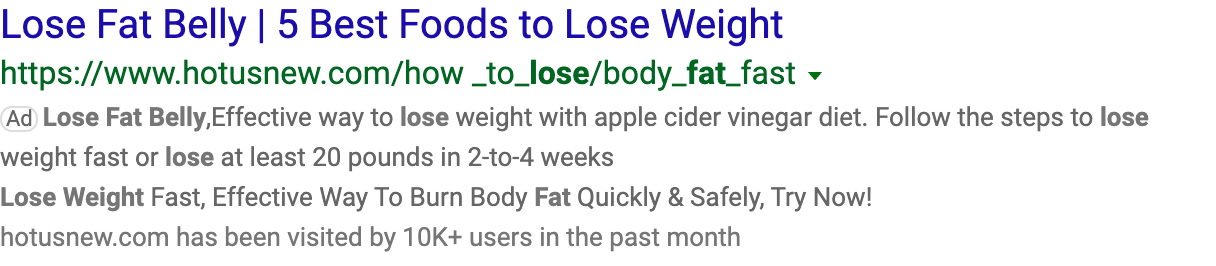 Lose Fat Belly | 5 Best Foods to Lose Weight
https://www.hotusnew.com/how _to_lose/body_fat_fast
Ad Lose Fat Belly,Effective way to lose weight with apple cider vinegar diet. Follow the steps to lose
weight fast or lose at least 20 pounds in 2-to-4 weeks
Lose Weight Fast, Effective Way To Burn Body Fat Quickly & Safely, Try Now!
hotusnew.com has been visited by 10K+ users in the past month